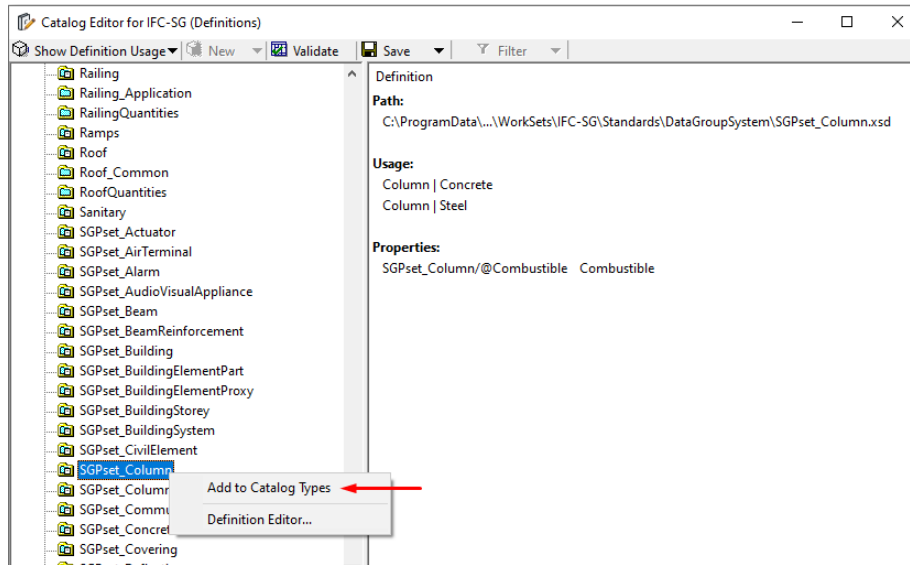 Catalog Editor for IFC-SG (Definitions)
Show Definition Usage New Validate Save Filter
Railing
Railing_Application
RailingQuantities
Ramps
Roof
Roof_Common
RoofQuantities
Sanitary
SGPset_Actuator
SGPset_AirTerminal
SGPset_Alarm
SGPset_AudioVisualAppliance
SGPset_Beam
SGPset_BeamReinforcement
SGPset_Building
SGPset_BuildingElementPart
SGPset_BuildingElementProxy
SGPset_BuildingStorey
SGPset_BuildingSystem
SGPset_CivilElement
SGPset_Column
SGPset_Column
SGPset_Commu
SGPset_Concret
SGPset_Covering
Add to Catalog Types
Definition Editor...
Definition
Path:
C:\ProgramData\...\WorkSets\IFC-SG\Standards\DataGroupSystem\SGPset_Column.xsd
Usage:
Column | Concrete
Column | Steel
Properties:
SGPset_Column/@Combustible Combustible